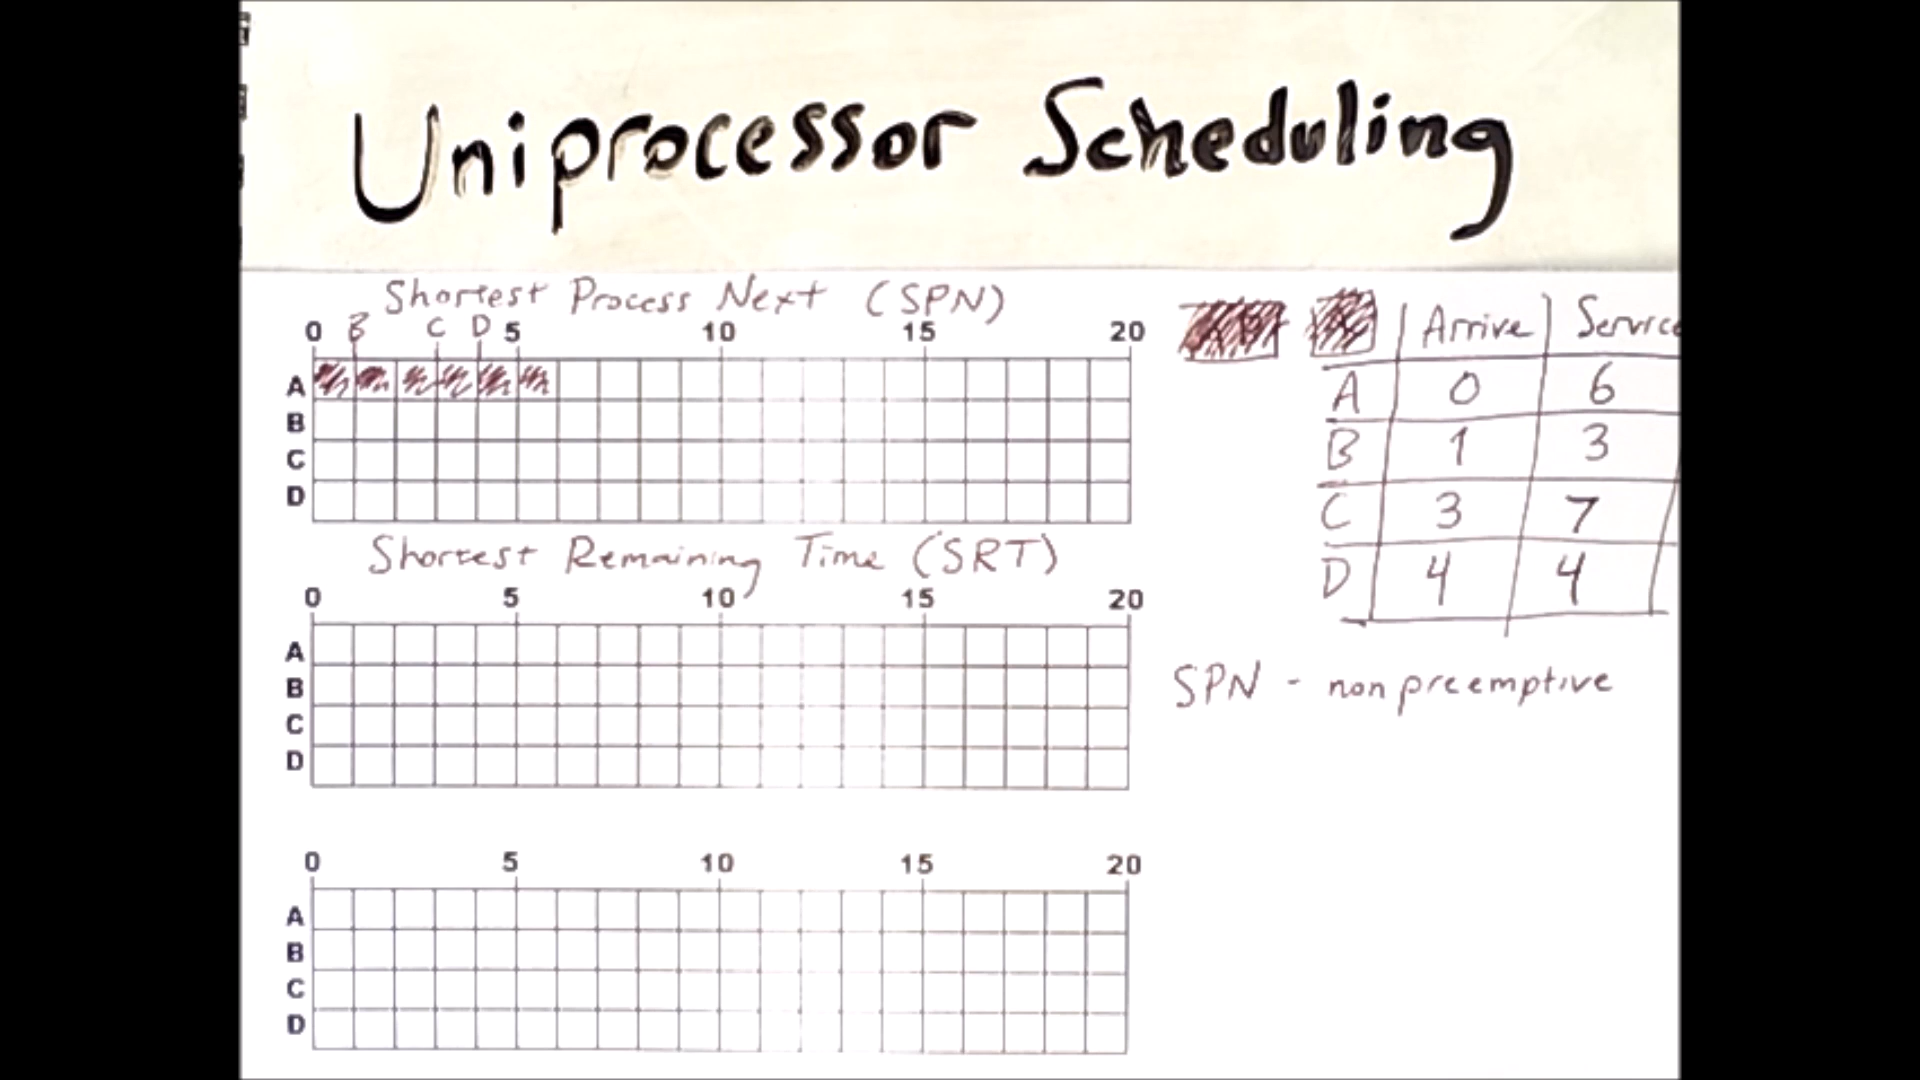 Uniprocessor Scheduling
Shortest Process Next (SPN)
0 B C D 5 10 15 20
A
B
C
D
Shortest Remaining Time (SRT)
0 5 10 15 20
A
B
C
D
0 5 10 15 20
A
B
C
D
Arrive Service
A 0 6
B 1 3
C 3 7
D 4 4
SPN - nonpreemptive